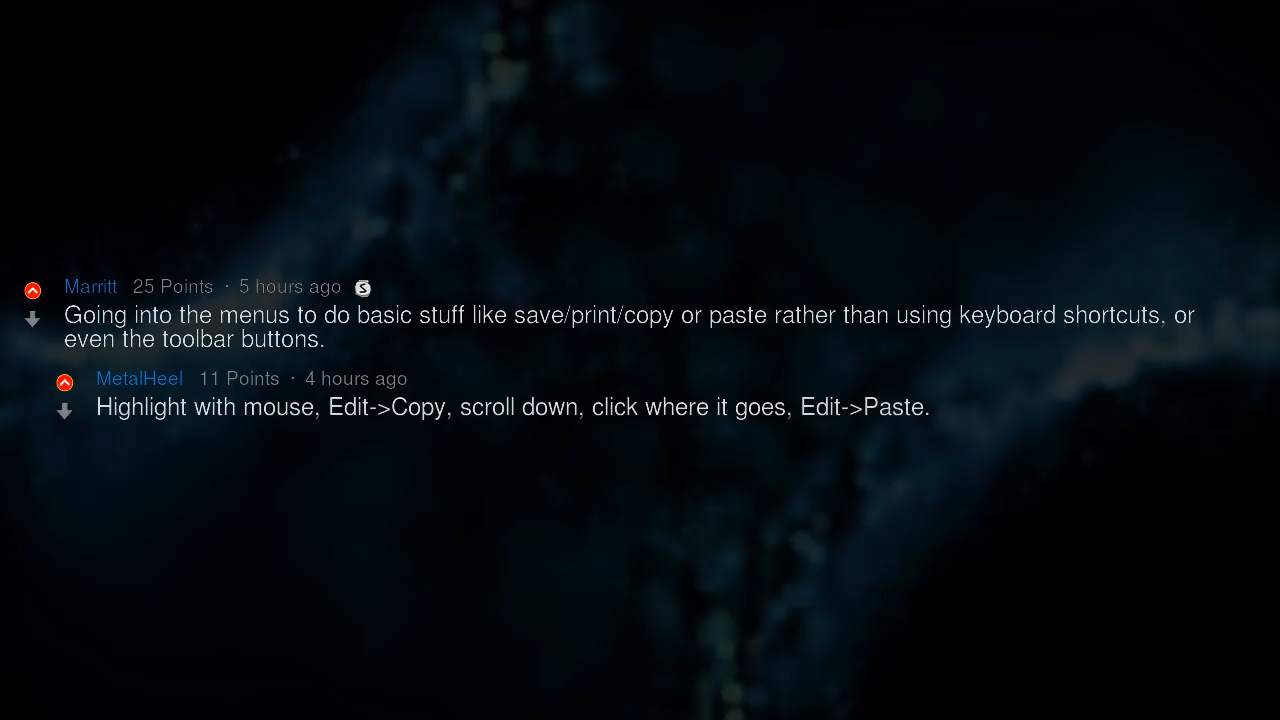 Marritt 25 Points · 5 hours ago S
Going into the menus to do basic stuff like save/print/copy or paste rather than using keyboard shortcuts, or
even the toolbar buttons.
MetalHeel 11 Points · 4 hours ago
Highlight with mouse, Edit->Copy, scroll down, click where it goes, Edit->Paste.